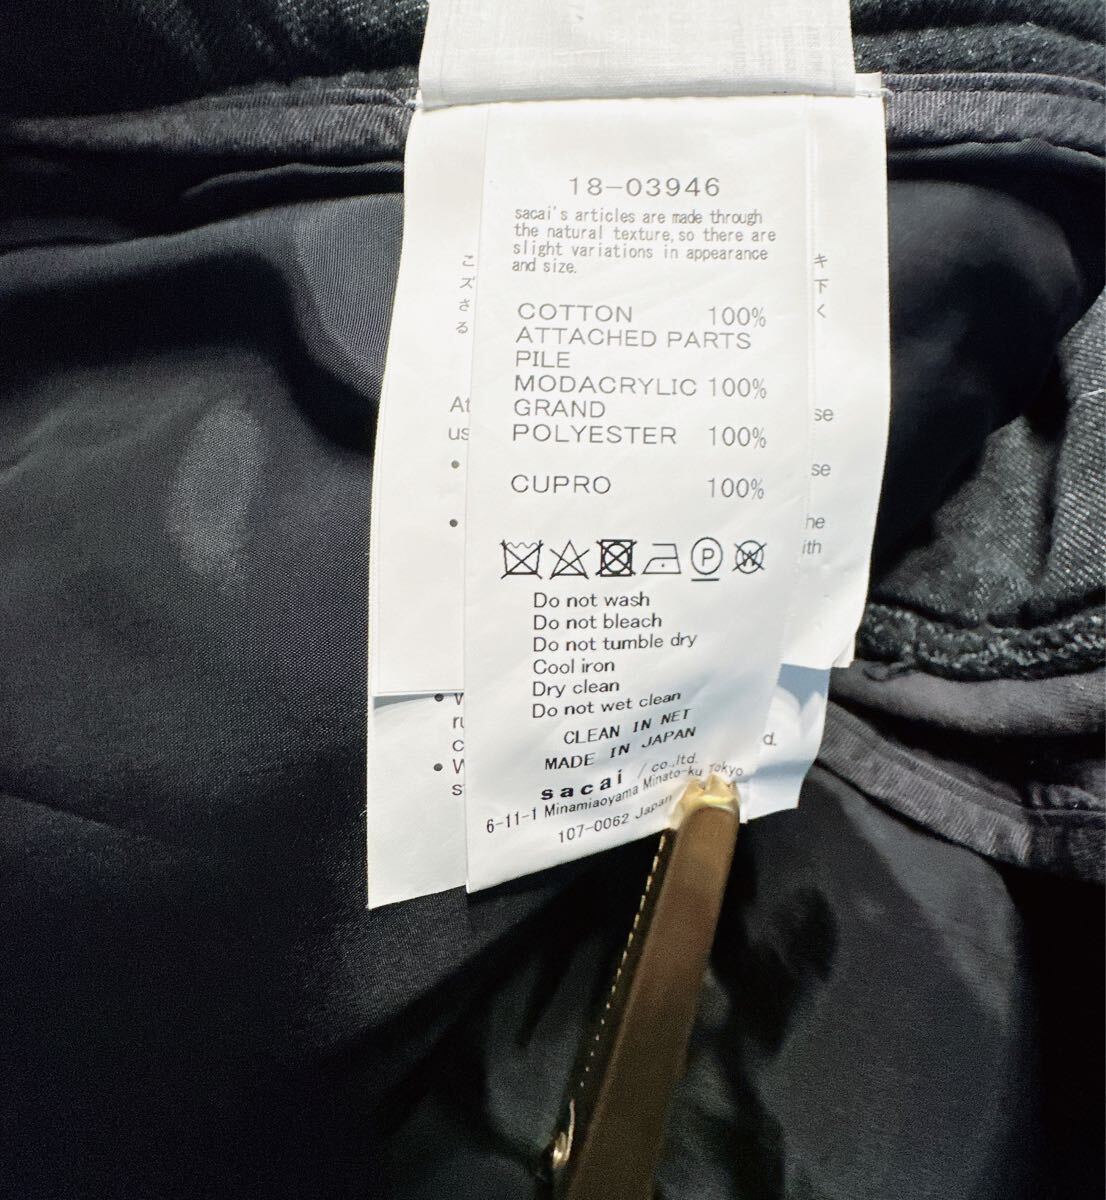 18-03946
sacai's articles are made through
the natural texture, so there are
slight variations in appearance
and size.
COTTON 100%
ATTACHED PARTS
PILE
MODACRYLIC 100%
GRAND
POLYESTER 100%
CUPRO 100%
P W
Do not wash
Do not bleach
Do not tumble dry
Cool iron
Dry clean
Do not wet clean
CLEAN IN NET
MADE IN JAPAN
sacai / co.,ltd.
6-11-1 Minamiaoyama Minato-ku Tokyo
107-0062 Japan